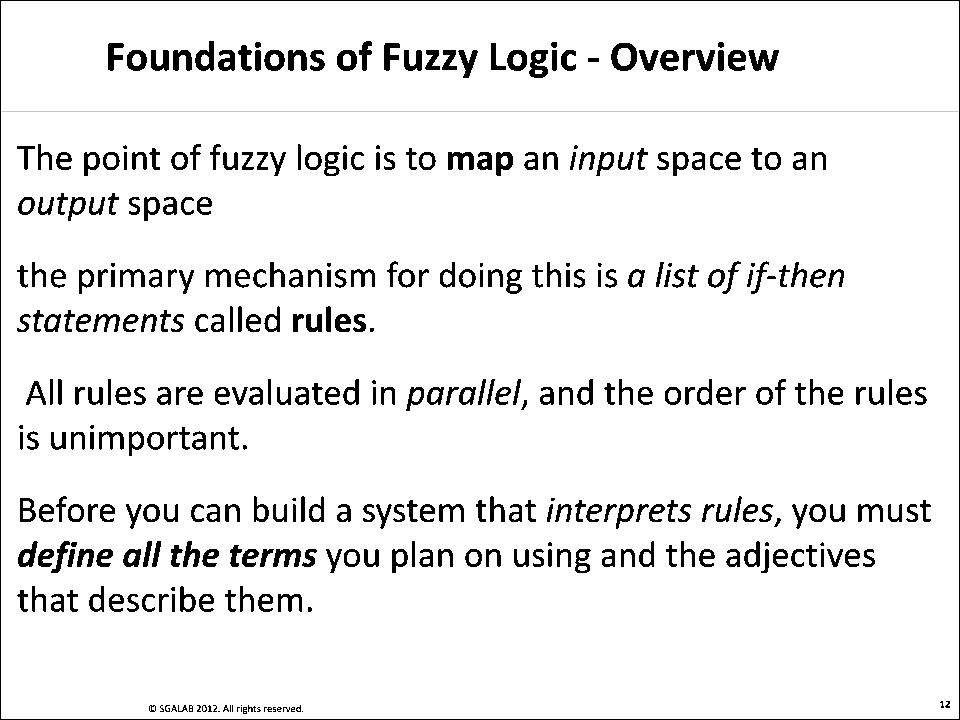 Foundations of Fuzzy Logic - Overview
The point of fuzzy logic is to map an input space to an
output space
the primary mechanism for doing this is a list of if-then
statements called rules.
All rules are evaluated in parallel, and the order of the rules
is unimportant.
Before you can build a system that interprets rules, you must
define all the terms you plan on using and the adjectives
that describe them.
© SGALAB 2012. All rights reserved.
12